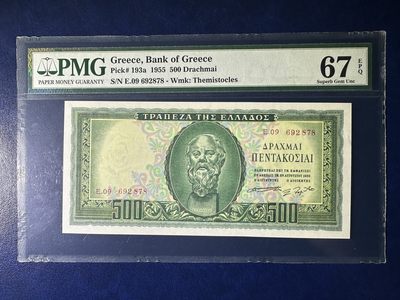 PMG
PAPER MONEY GUARANTY
Greece, Bank of Greece
Pick# 193a 1955 500 Drachmai
S/N E.09 692878 - Wmk: Themistocles
67 EPQ
Superb Gem Unc
ΤΡΑΠΕΖΑ ΤΗΣ ΕΛΛΑΔΟΣ
E.09 692878
ΔΡΑΧΜΑΙ
ΠΕΝΤΑΚΟΣΙΑΙ
E.09 692878
500
500